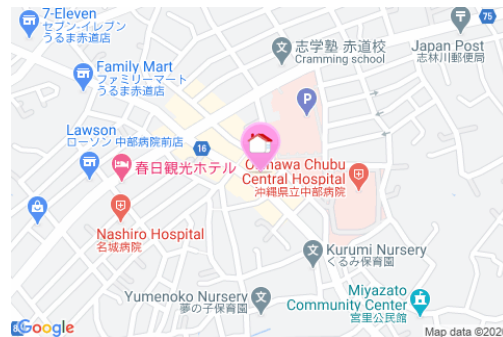 7-Eleven
セブン-イレブン
うるま赤道店
志学塾 赤道校
Cramming school
75
Japan Post
志林川郵便局
Family Mart
ファミリーマート
うるま赤道店
P
Lawson
ローソン 中部病院前店
16
春日観光ホテル
Chubu
Central Hospital
沖縄県立中部病院
Nashiro Hospital
名城病院
Kurumi Nursery
くるみ保育園
Yumenoko Nursery
夢の子保育園
Miyazato
Community Center
宮里公民館
Google
Map data ©202